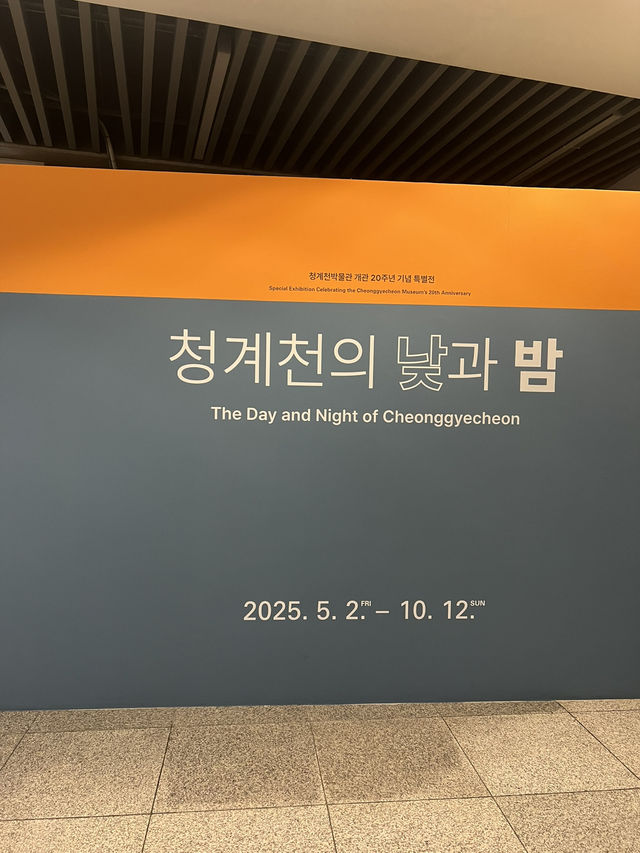 청계천박물관 개관 20주년 기념 특별전
Special Exhibition Celebrating the Cheonggyecheon Museum's 20th Anniversary
청계천의 낮과 밤
The Day and Night of Cheonggyecheon
2025. 5. 2. FRI – 10. 12. SUN